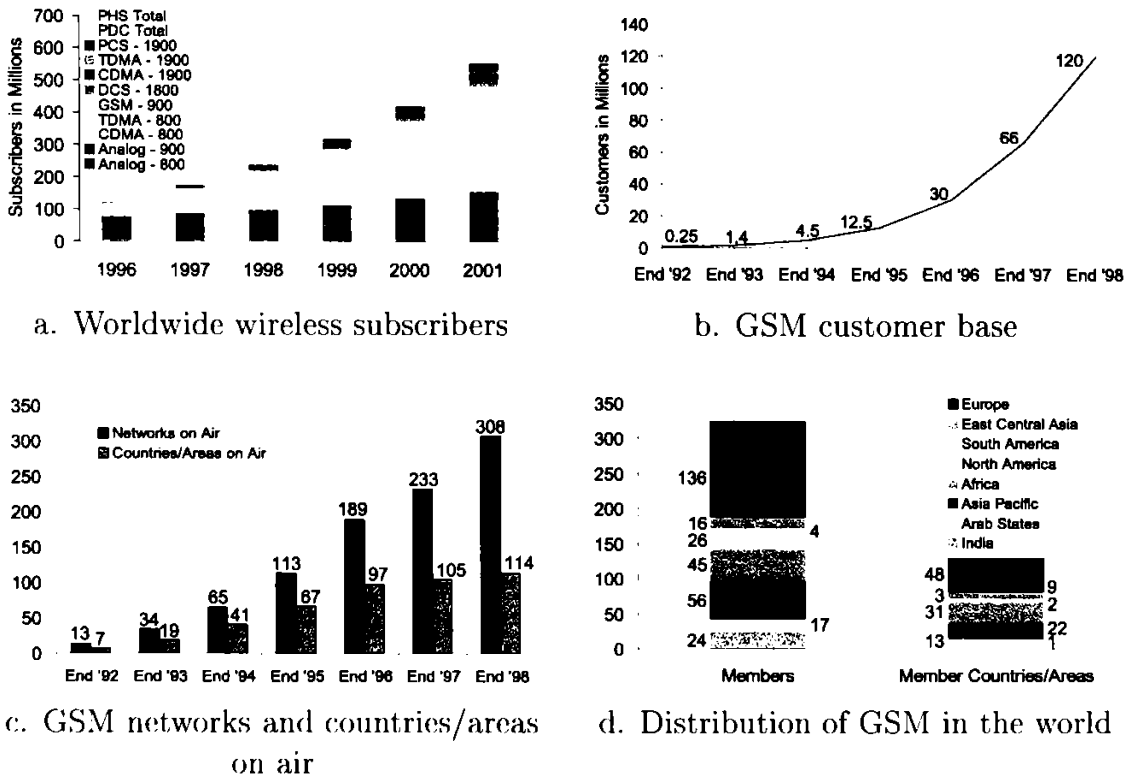 700
600
500
400
300
200
100
0
Subscribers in Millions
PHS Total
PDC Total
PCS - 1900
TDMA - 1900
CDMA - 1900
DCS - 1800
GSM - 900
TDMA - 800
CDMA - 800
Analog - 900
Analog - 800
1996 1997 1998 1999 2000 2001
a. Worldwide wireless subscribers
140
120
100
80
60
40
20
0
Customers in Millions
0.25 1.4 4.5 12.5 30 66 120
End '92 End '93 End '94 End '95 End '96 End '97 End '98
b. GSM customer base
350
300
250
200
150
100
50
0
Networks on Air
Countries/Areas on Air
13 7 34 19 65 41 113 67 189 97 233 105 308 114
End '92 End '93 End '94 End '95 End '96 End '97 End '98
c. GSM networks and countries/areas
on air
350
300
250
200
150
100
50
0
136
16
4
26
45
56
17
24
Members
Europe
East Central Asia
South America
North America
Africa
Asia Pacific
Arab States
India
48
9
3
2
31
22
13
1
Member Countries/Areas
d. Distribution of GSM in the world